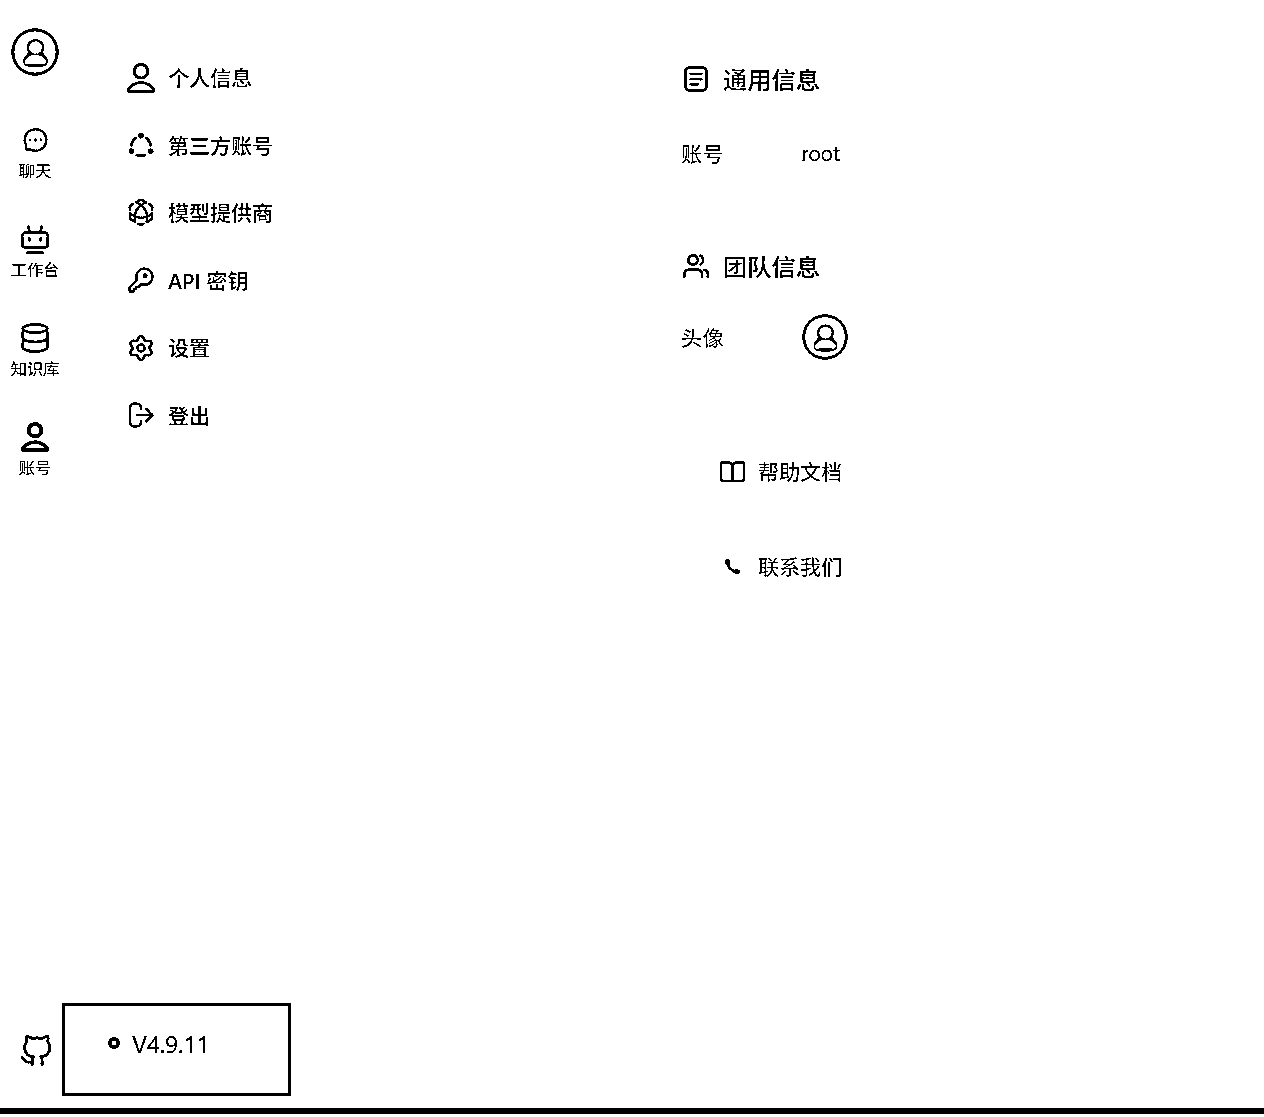 聊天
工作台
知识库
账号
个人信息
第三方账号
模型提供商
API 密钥
设置
登出
V4.9.11
通用信息
账号 root
团队信息
头像
帮助文档
联系我们